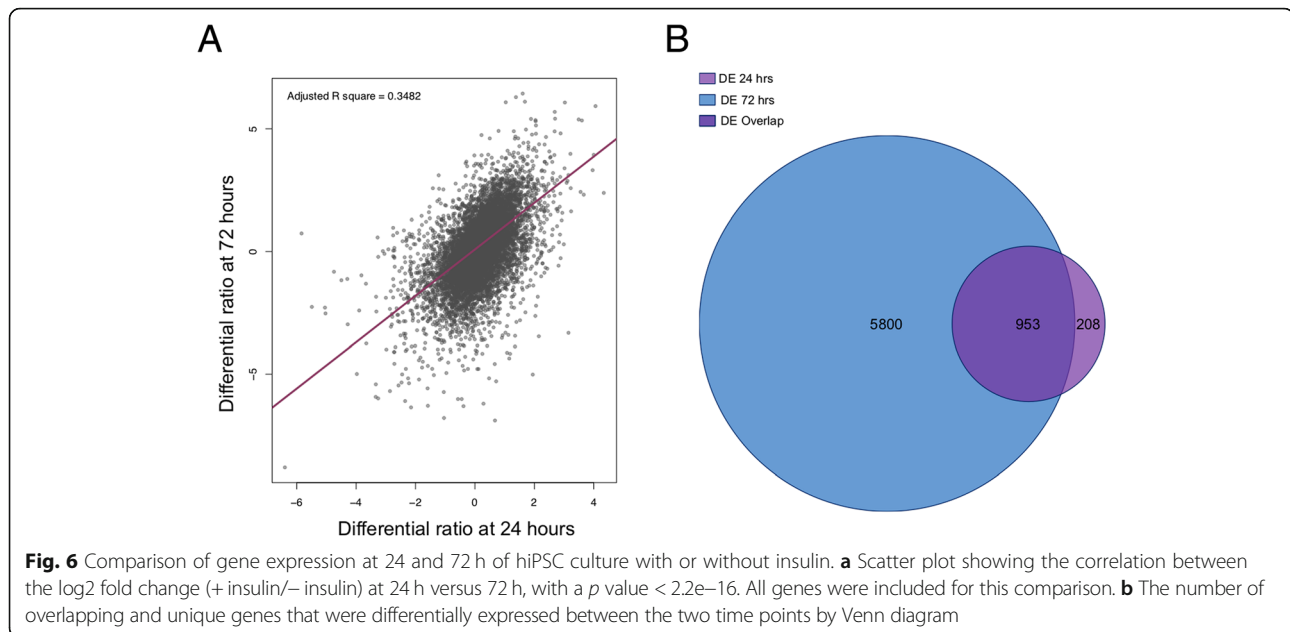 A
Adjusted R square = 0.3482
5
0
-5
Differential ratio at 72 hours
-6 -4 -2 0 2 4
Differential ratio at 24 hours
B
DE 24 hrs
DE 72 hrs
DE Overlap
5800 953 208
Fig. 6 Comparison of gene expression at 24 and 72 h of hiPSC culture with or without insulin. a Scatter plot showing the correlation between
the log2 fold change (+ insulin/− insulin) at 24 h versus 72 h, with a p value < 2.2e−16. All genes were included for this comparison. b The number of
overlapping and unique genes that were differentially expressed between the two time points by Venn diagram